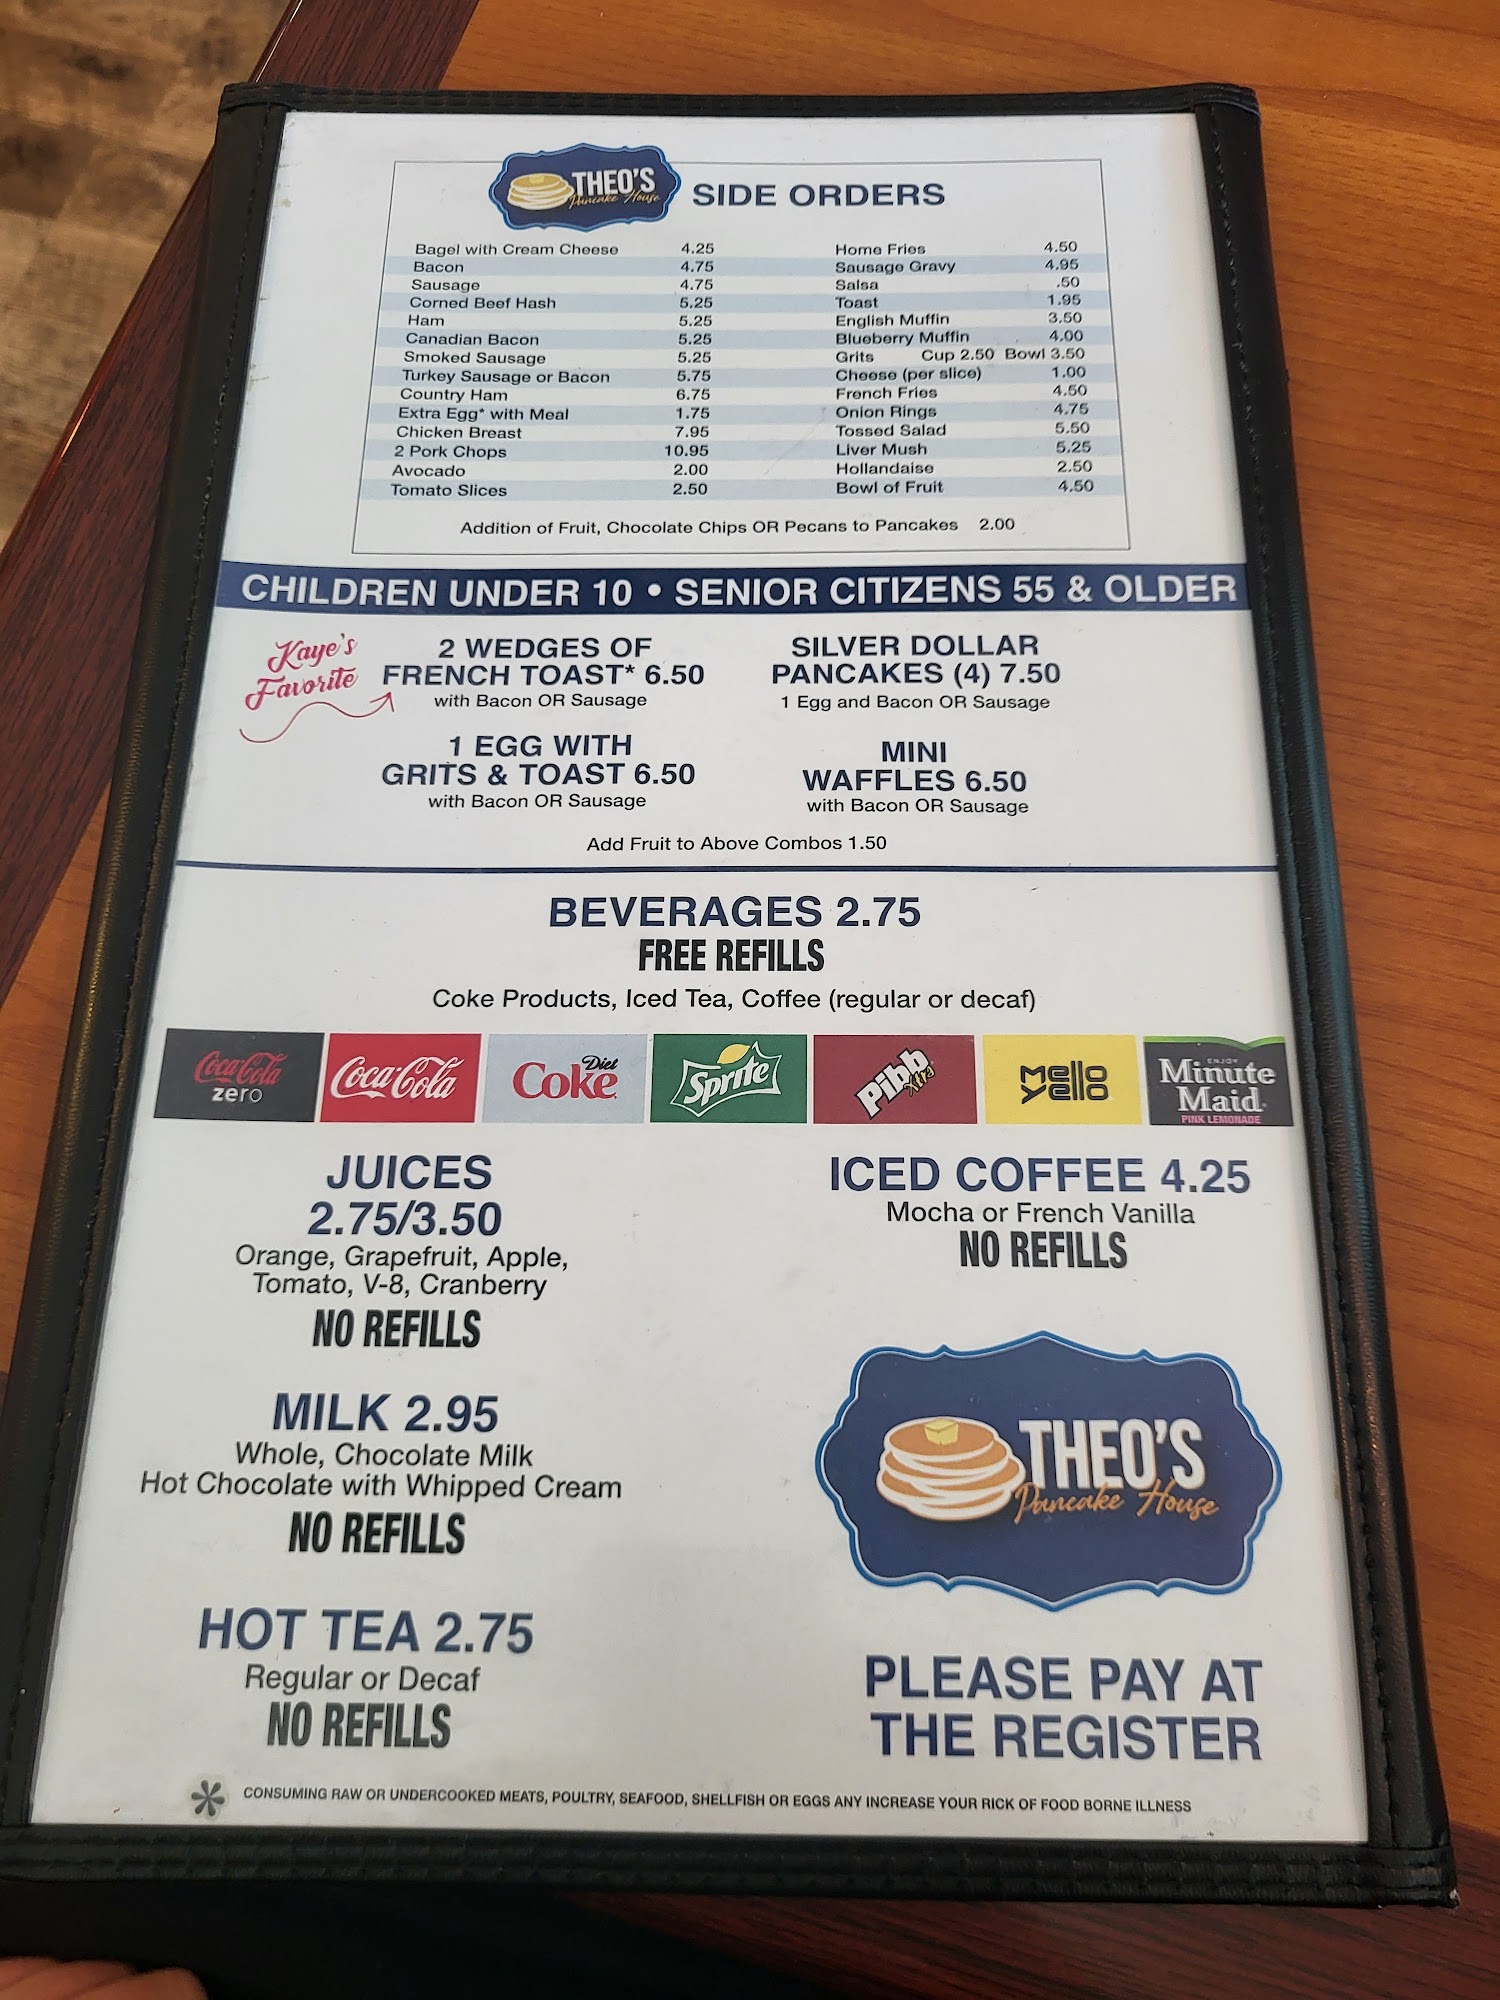 THEO'S
Pancake House
SIDE ORDERS
Bagel with Cream Cheese 4.25
Bacon 4.75
Sausage 4.75
Corned Beef Hash 5.25
Ham 5.25
Canadian Bacon 5.25
Smoked Sausage 5.25
Turkey Sausage or Bacon 5.75
Country Ham 6.75
Extra Egg* with Meal 1.75
Chicken Breast 7.95
2 Pork Chops 10.95
Avocado 2.00
Tomato Slices 2.50
Home Fries 4.50
Sausage Gravy 4.95
Salsa .50
Toast 1.95
English Muffin 3.50
Blueberry Muffin 4.00
Grits Cup 2.50 Bowl 3.50
Cheese (per slice) 1.00
French Fries 4.50
Onion Rings 4.75
Tossed Salad 5.50
Liver Mush 5.25
Hollandaise 2.50
Bowl of Fruit 4.50
Addition of Fruit, Chocolate Chips OR Pecans to Pancakes 2.00
CHILDREN UNDER 10 • SENIOR CITIZENS 55 & OLDER
Kaye's
Favorite
2 WEDGES OF
FRENCH TOAST* 6.50
with Bacon OR Sausage
SILVER DOLLAR
PANCAKES (4) 7.50
1 Egg and Bacon OR Sausage
1 EGG WITH
GRITS & TOAST 6.50
with Bacon OR Sausage
MINI
WAFFLES 6.50
with Bacon OR Sausage
Add Fruit to Above Combos 1.50
BEVERAGES 2.75
FREE REFILLS
Coke Products, Iced Tea, Coffee (regular or decaf)
Coca-Cola
zero
Coca-Cola
Diet
Coke
Sprite
Pibb
Xtra
Mello
Yello
ENJOY
Minute
Maid
PINK LEMONADE
JUICES
2.75/3.50
Orange, Grapefruit, Apple,
Tomato, V-8, Cranberry
NO REFILLS
ICED COFFEE 4.25
Mocha or French Vanilla
NO REFILLS
MILK 2.95
Whole, Chocolate Milk
Hot Chocolate with Whipped Cream
NO REFILLS
HOT TEA 2.75
Regular or Decaf
NO REFILLS
THEO'S
Pancake House
PLEASE PAY AT
THE REGISTER
* CONSUMING RAW OR UNDERCOOKED MEATS, POULTRY, SEAFOOD, SHELLFISH OR EGGS ANY INCREASE YOUR RICK OF FOOD BORNE ILLNESS